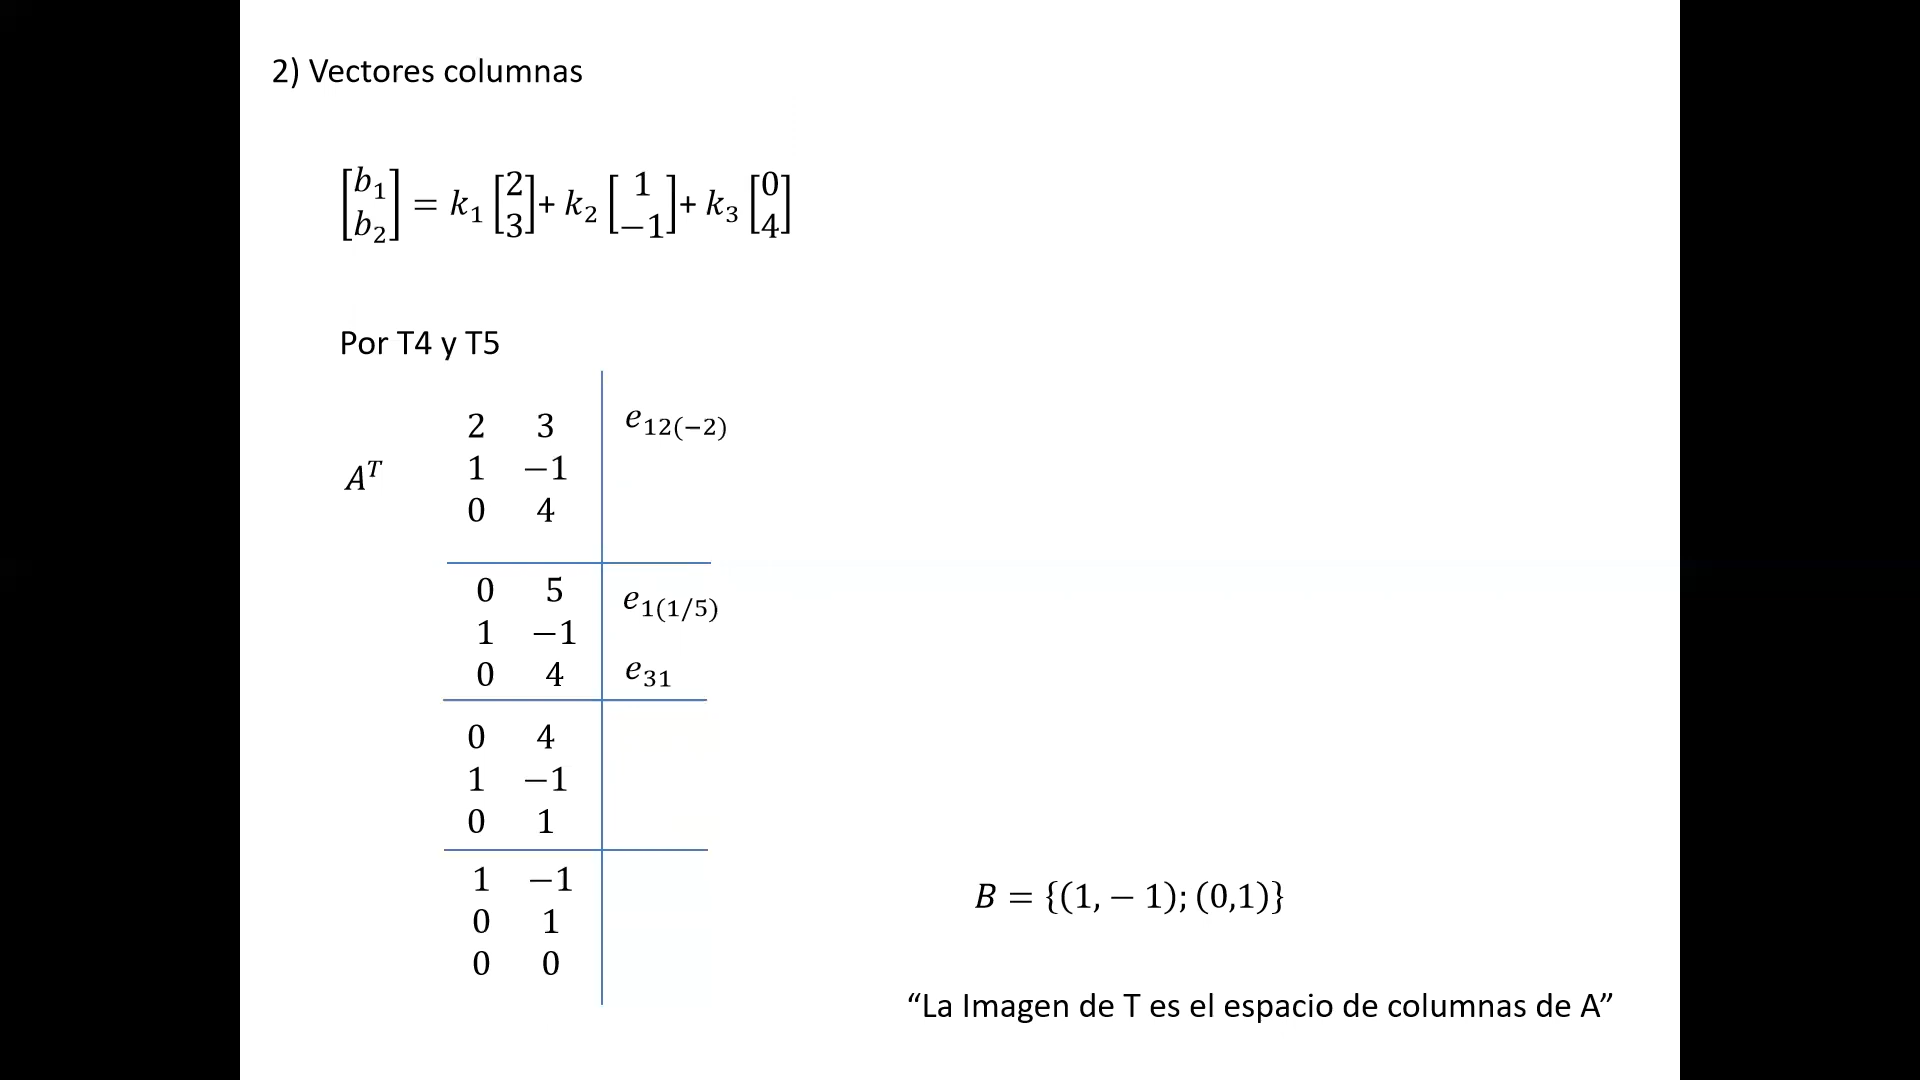 2) Vectores columnas
[b₁ b₂] = k₁ [2 3] + k₂ [1 −1] + k₃ [0 4]
Por T4 y T5
2 3 e₁₂₍₋₂₎
Aᵀ 1 −1
0 4
0 5 e₁₍₁/₅₎
1 −1
0 4 e₃₁
0 4
1 −1
0 1
1 −1
0 1
0 0
B = {(1, − 1); (0,1)}
“La Imagen de T es el espacio de columnas de A”